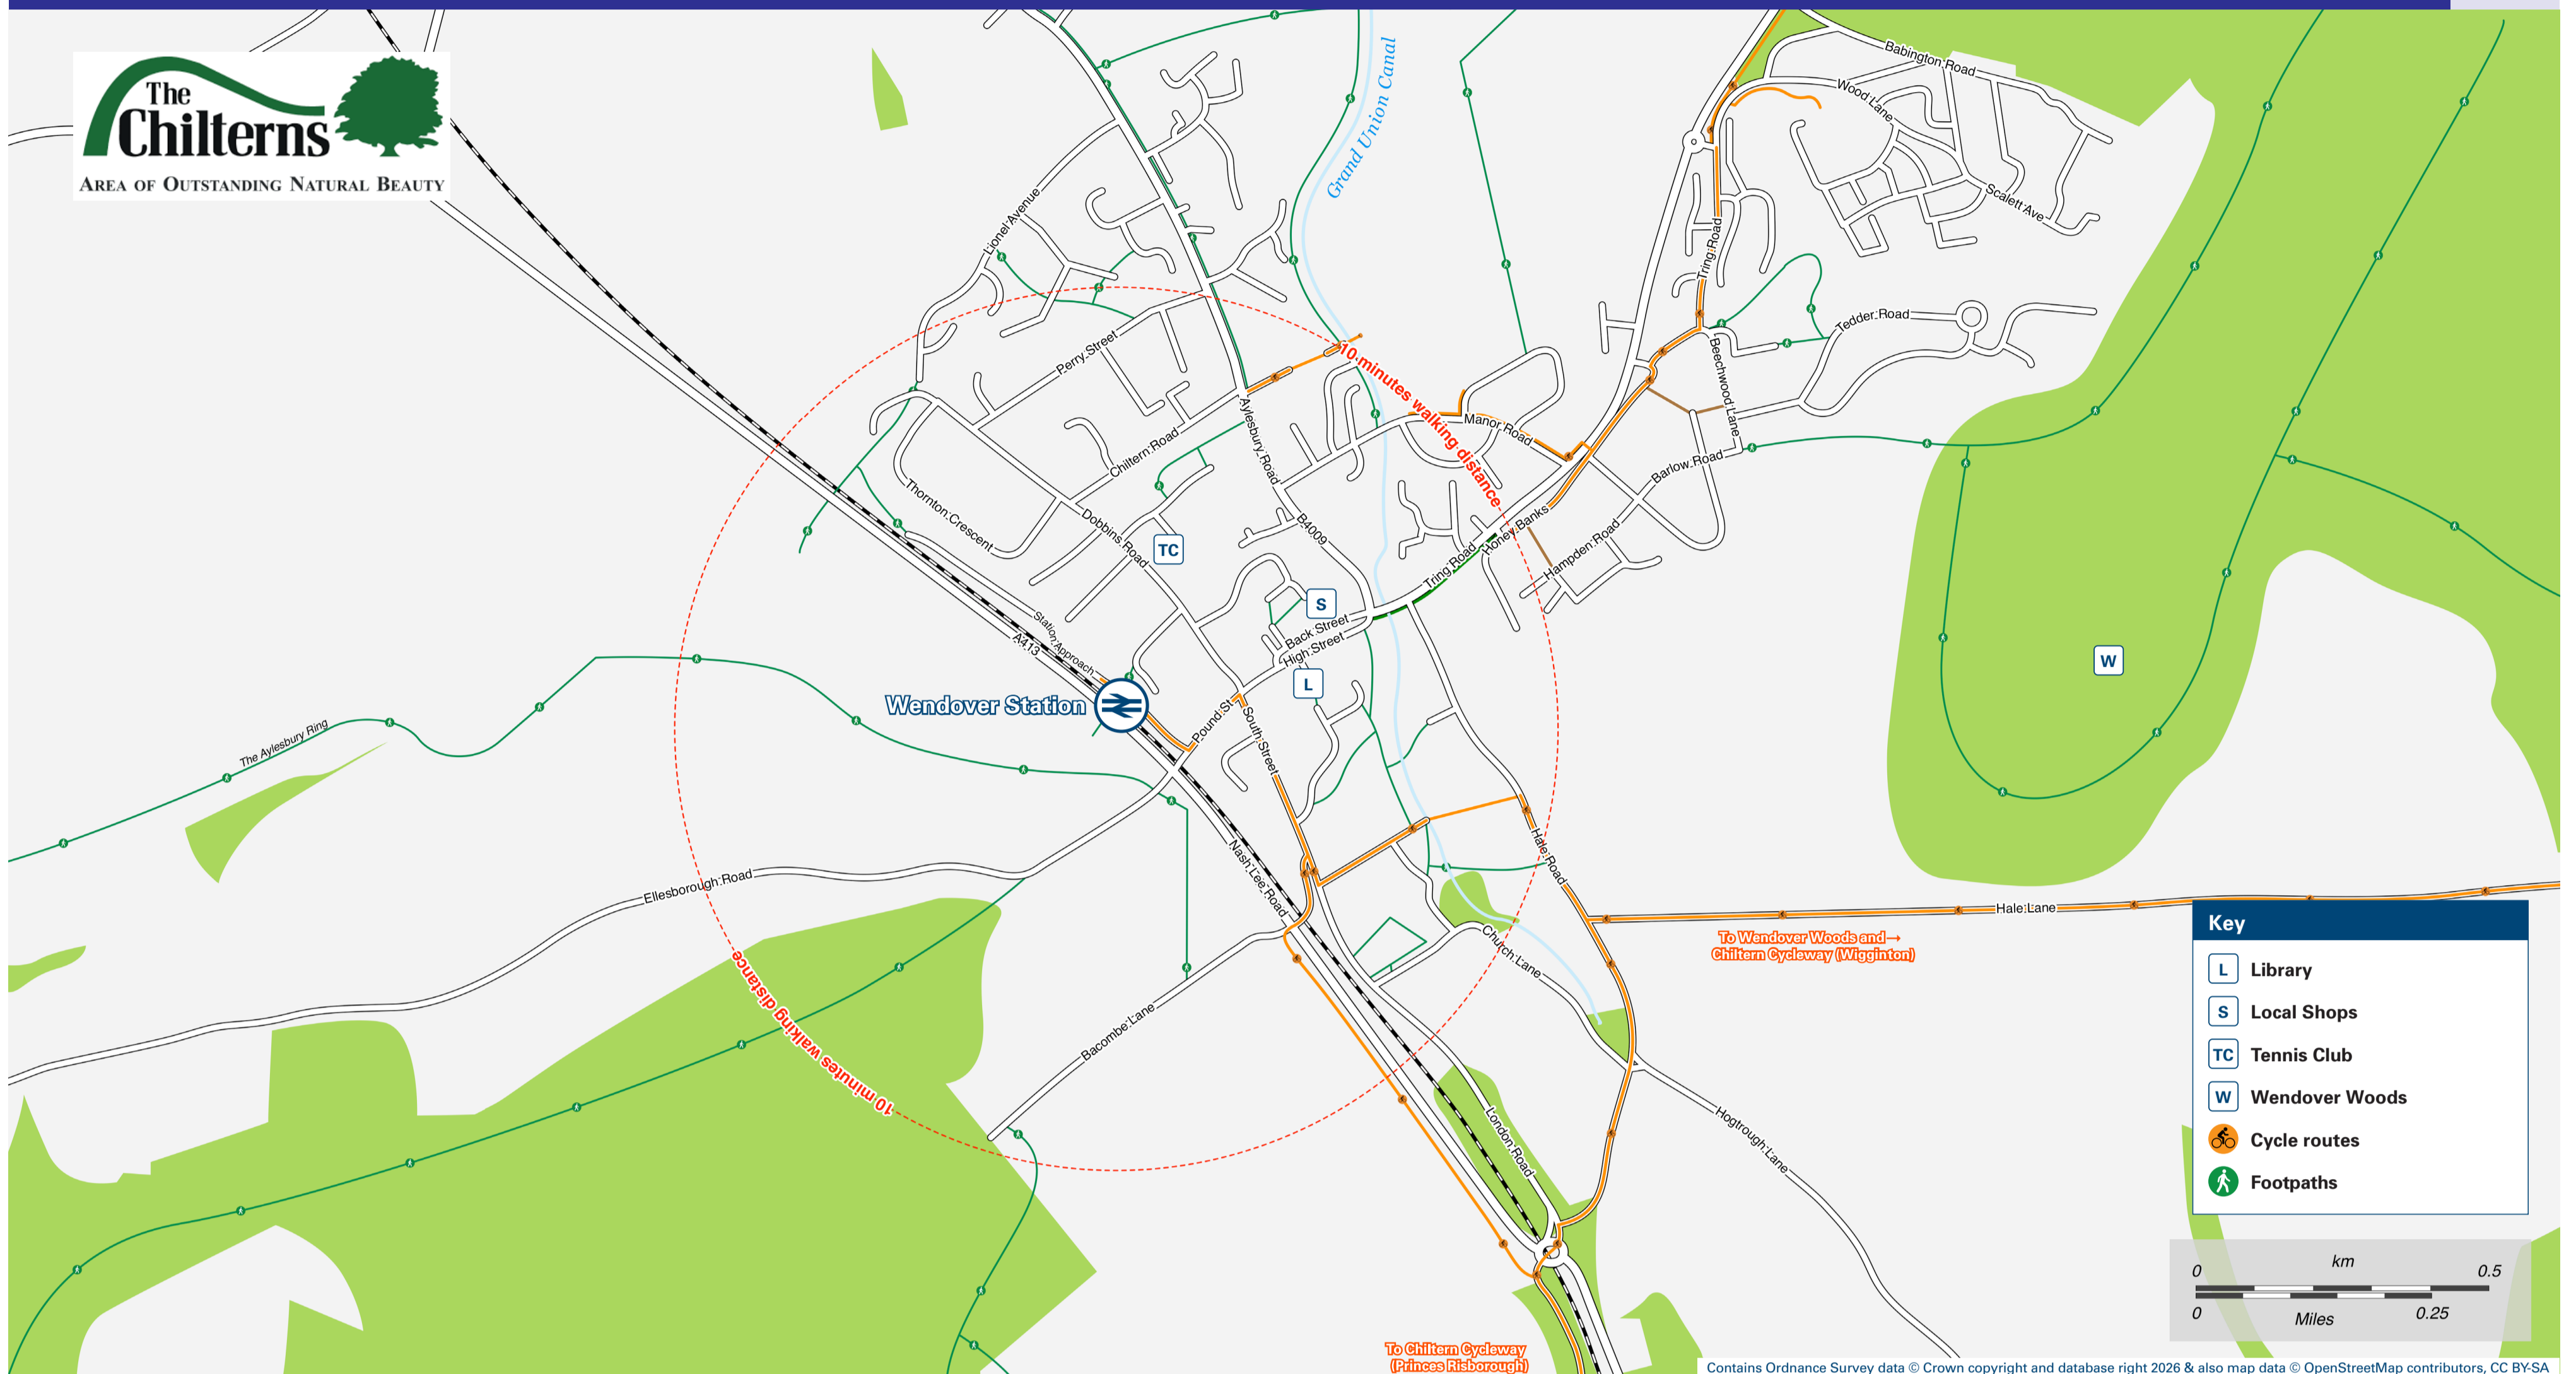 The
Chilterns
AREA OF OUTSTANDING NATURAL BEAUTY
Grand Union Canal
Babington Road
Wood Lane
Scalett Ave
Lionel Avenue
Tring Road
Tedder Road
Beechwood Lane
Perry Street
10 minutes walking distance
Manor Road
Aylesbury Road
Chiltern Road
Barlow Road
Thornton Crescent
Dobbins Road
B4009
Honey Banks
Hampden Road
Tring Road
TC
S
Station Approach
A413
Back Street
High Street
L
W
Wendover Station
Pound St
South Street
The Aylesbury Ring
Nash Lee Road
Hale Road
Ellesborough Road
Hale Lane
To Wendover Woods and→
Chiltern Cycleway (Wigginton)
Church Lane
10 minutes walking distance
Bacombe Lane
London Road
Hogtrough Lane
To Chiltern Cycleway
(Princes Risborough)
Key
L Library
S Local Shops
TC Tennis Club
W Wendover Woods
Cycle routes
Footpaths
km
0 0.5
0 0.25
Miles
Contains Ordnance Survey data © Crown copyright and database right 2026 & also map data © OpenStreetMap contributors, CC BY-SA